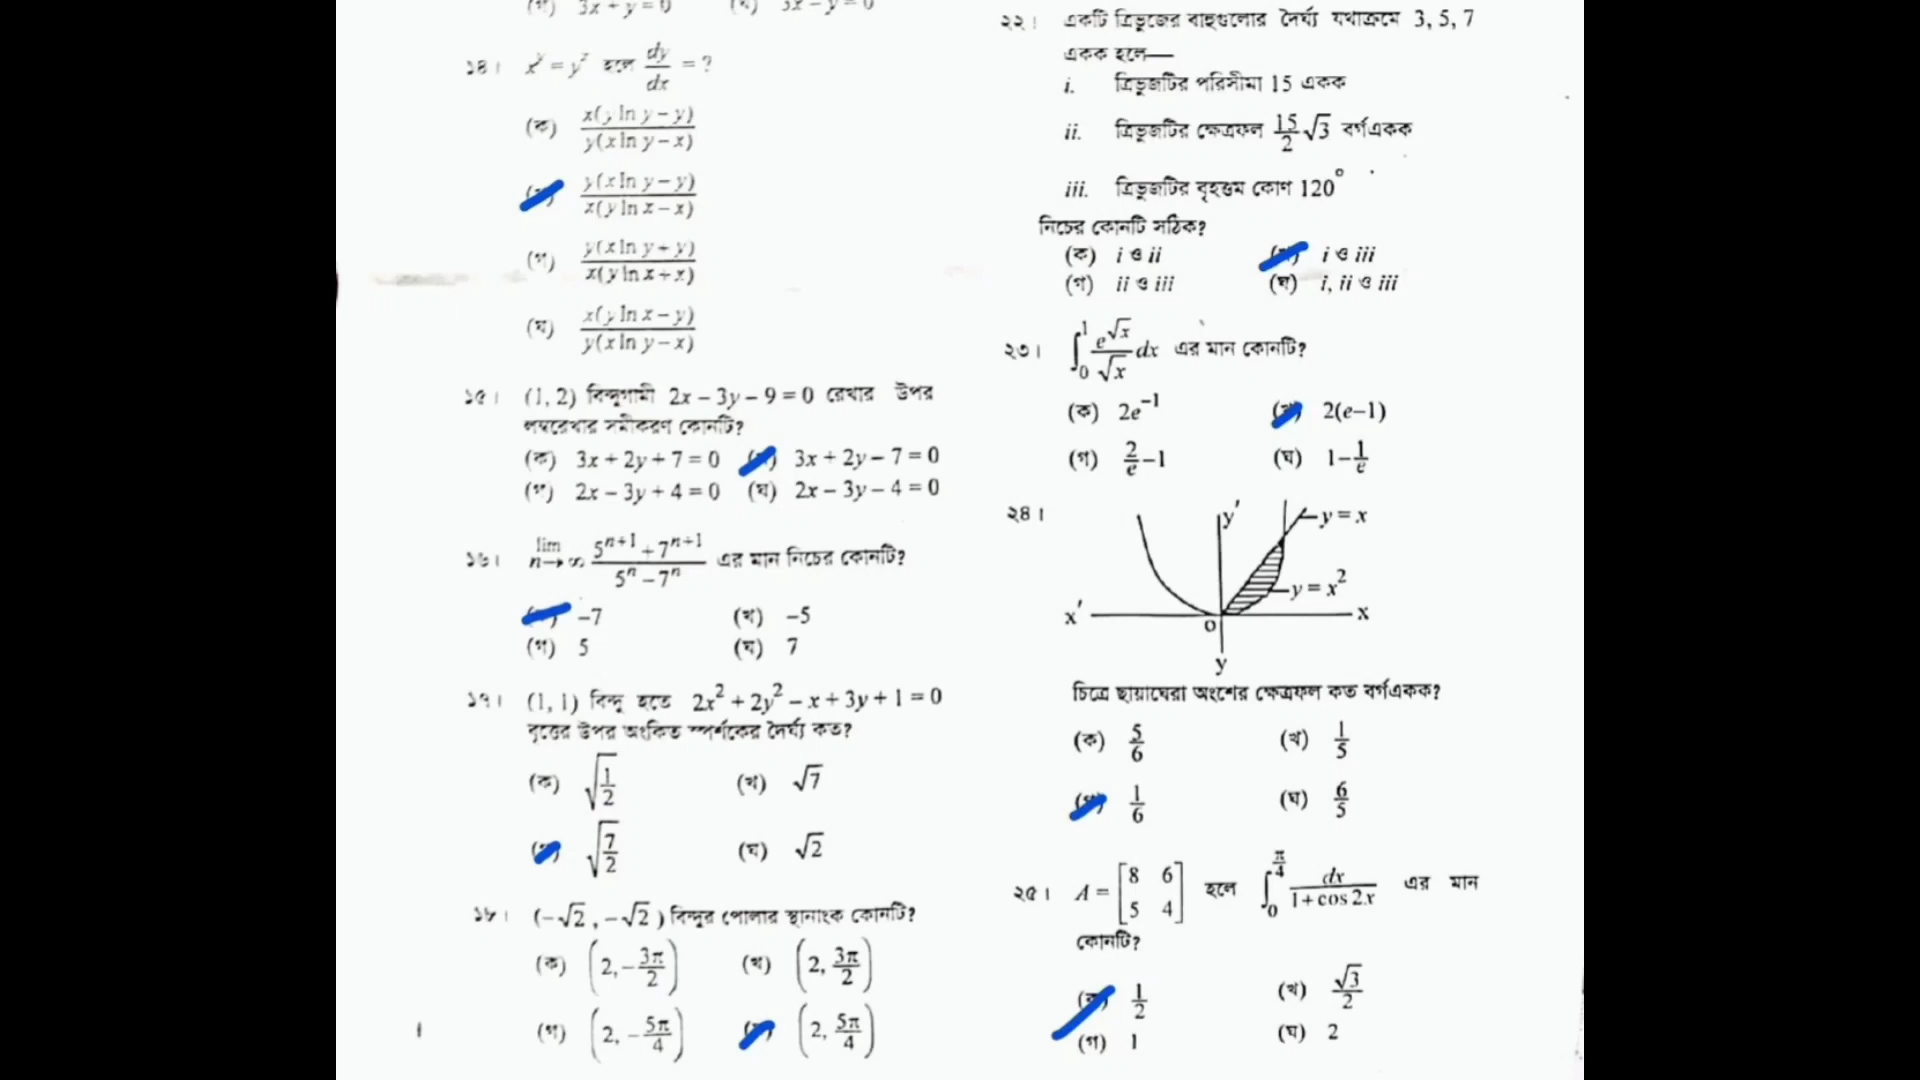 (গ) 3x + y = 0 (ঘ) 3x − y = 0
১৪। x^y = y^z হলে dy/dx = ?
(ক) x(y ln y − y) / y(x ln y − x)
y(x ln y − y) / x(y ln x − x)
(গ) y(x ln y + y) / x(y ln x + x)
(ঘ) x(y ln x − y) / y(x ln y − x)
১৫। (1, 2) বিন্দুগামী 2x − 3y − 9 = 0 রেখার উপর
লম্বরেখার সমীকরণ কোনটি?
(ক) 3x + 2y + 7 = 0 3x + 2y − 7 = 0
(গ) 2x − 3y + 4 = 0 (ঘ) 2x − 3y − 4 = 0
১৬। lim n→∞ (5^{n+1} + 7^{n+1}) / (5^n − 7^n) এর মান নিচের কোনটি?
−7 (খ) −5
(গ) 5 (ঘ) 7
১৭। (1, 1) বিন্দু হতে 2x² + 2y² − x + 3y + 1 = 0
বৃত্তের উপর অংকিত স্পর্শকের দৈর্ঘ্য কত?
(ক) √(1/2) (খ) √7
√(7/2) (ঘ) √2
১৮। (−√2, −√2) বিন্দুর পোলার স্থানাংক কোনটি?
(ক) (2, −3π/2) (খ) (2, 3π/2)
(গ) (2, −5π/4) (2, 5π/4)
২২। একটি ত্রিভুজের বাহুগুলোর দৈর্ঘ্য যথাক্রমে 3, 5, 7
একক হলে—
i. ত্রিভুজটির পরিসীমা 15 একক
ii. ত্রিভুজটির ক্ষেত্রফল 15/2 √3 বর্গএকক
iii. ত্রিভুজটির বৃহত্তম কোণ 120°
নিচের কোনটি সঠিক?
(ক) i ও ii i ও iii
(গ) ii ও iii (ঘ) i, ii ও iii
২৩। ∫₀¹ e^{√x}/√x dx এর মান কোনটি?
(ক) 2e⁻¹ 2(e−1)
(গ) 2/e −1 (ঘ) 1− 1/e
২৪।
y′
y = x
y = x²
x′ x
o
y
চিত্রে ছায়াঘেরা অংশের ক্ষেত্রফল কত বর্গএকক?
(ক) 5/6 (খ) 1/5
1/6 (ঘ) 6/5
২৫। A = [8 6; 5 4] হলে ∫₀^{π/4} dx/(1 + cos 2x) এর মান
কোনটি?
1/2 (খ) √3/2
(গ) 1 (ঘ) 2